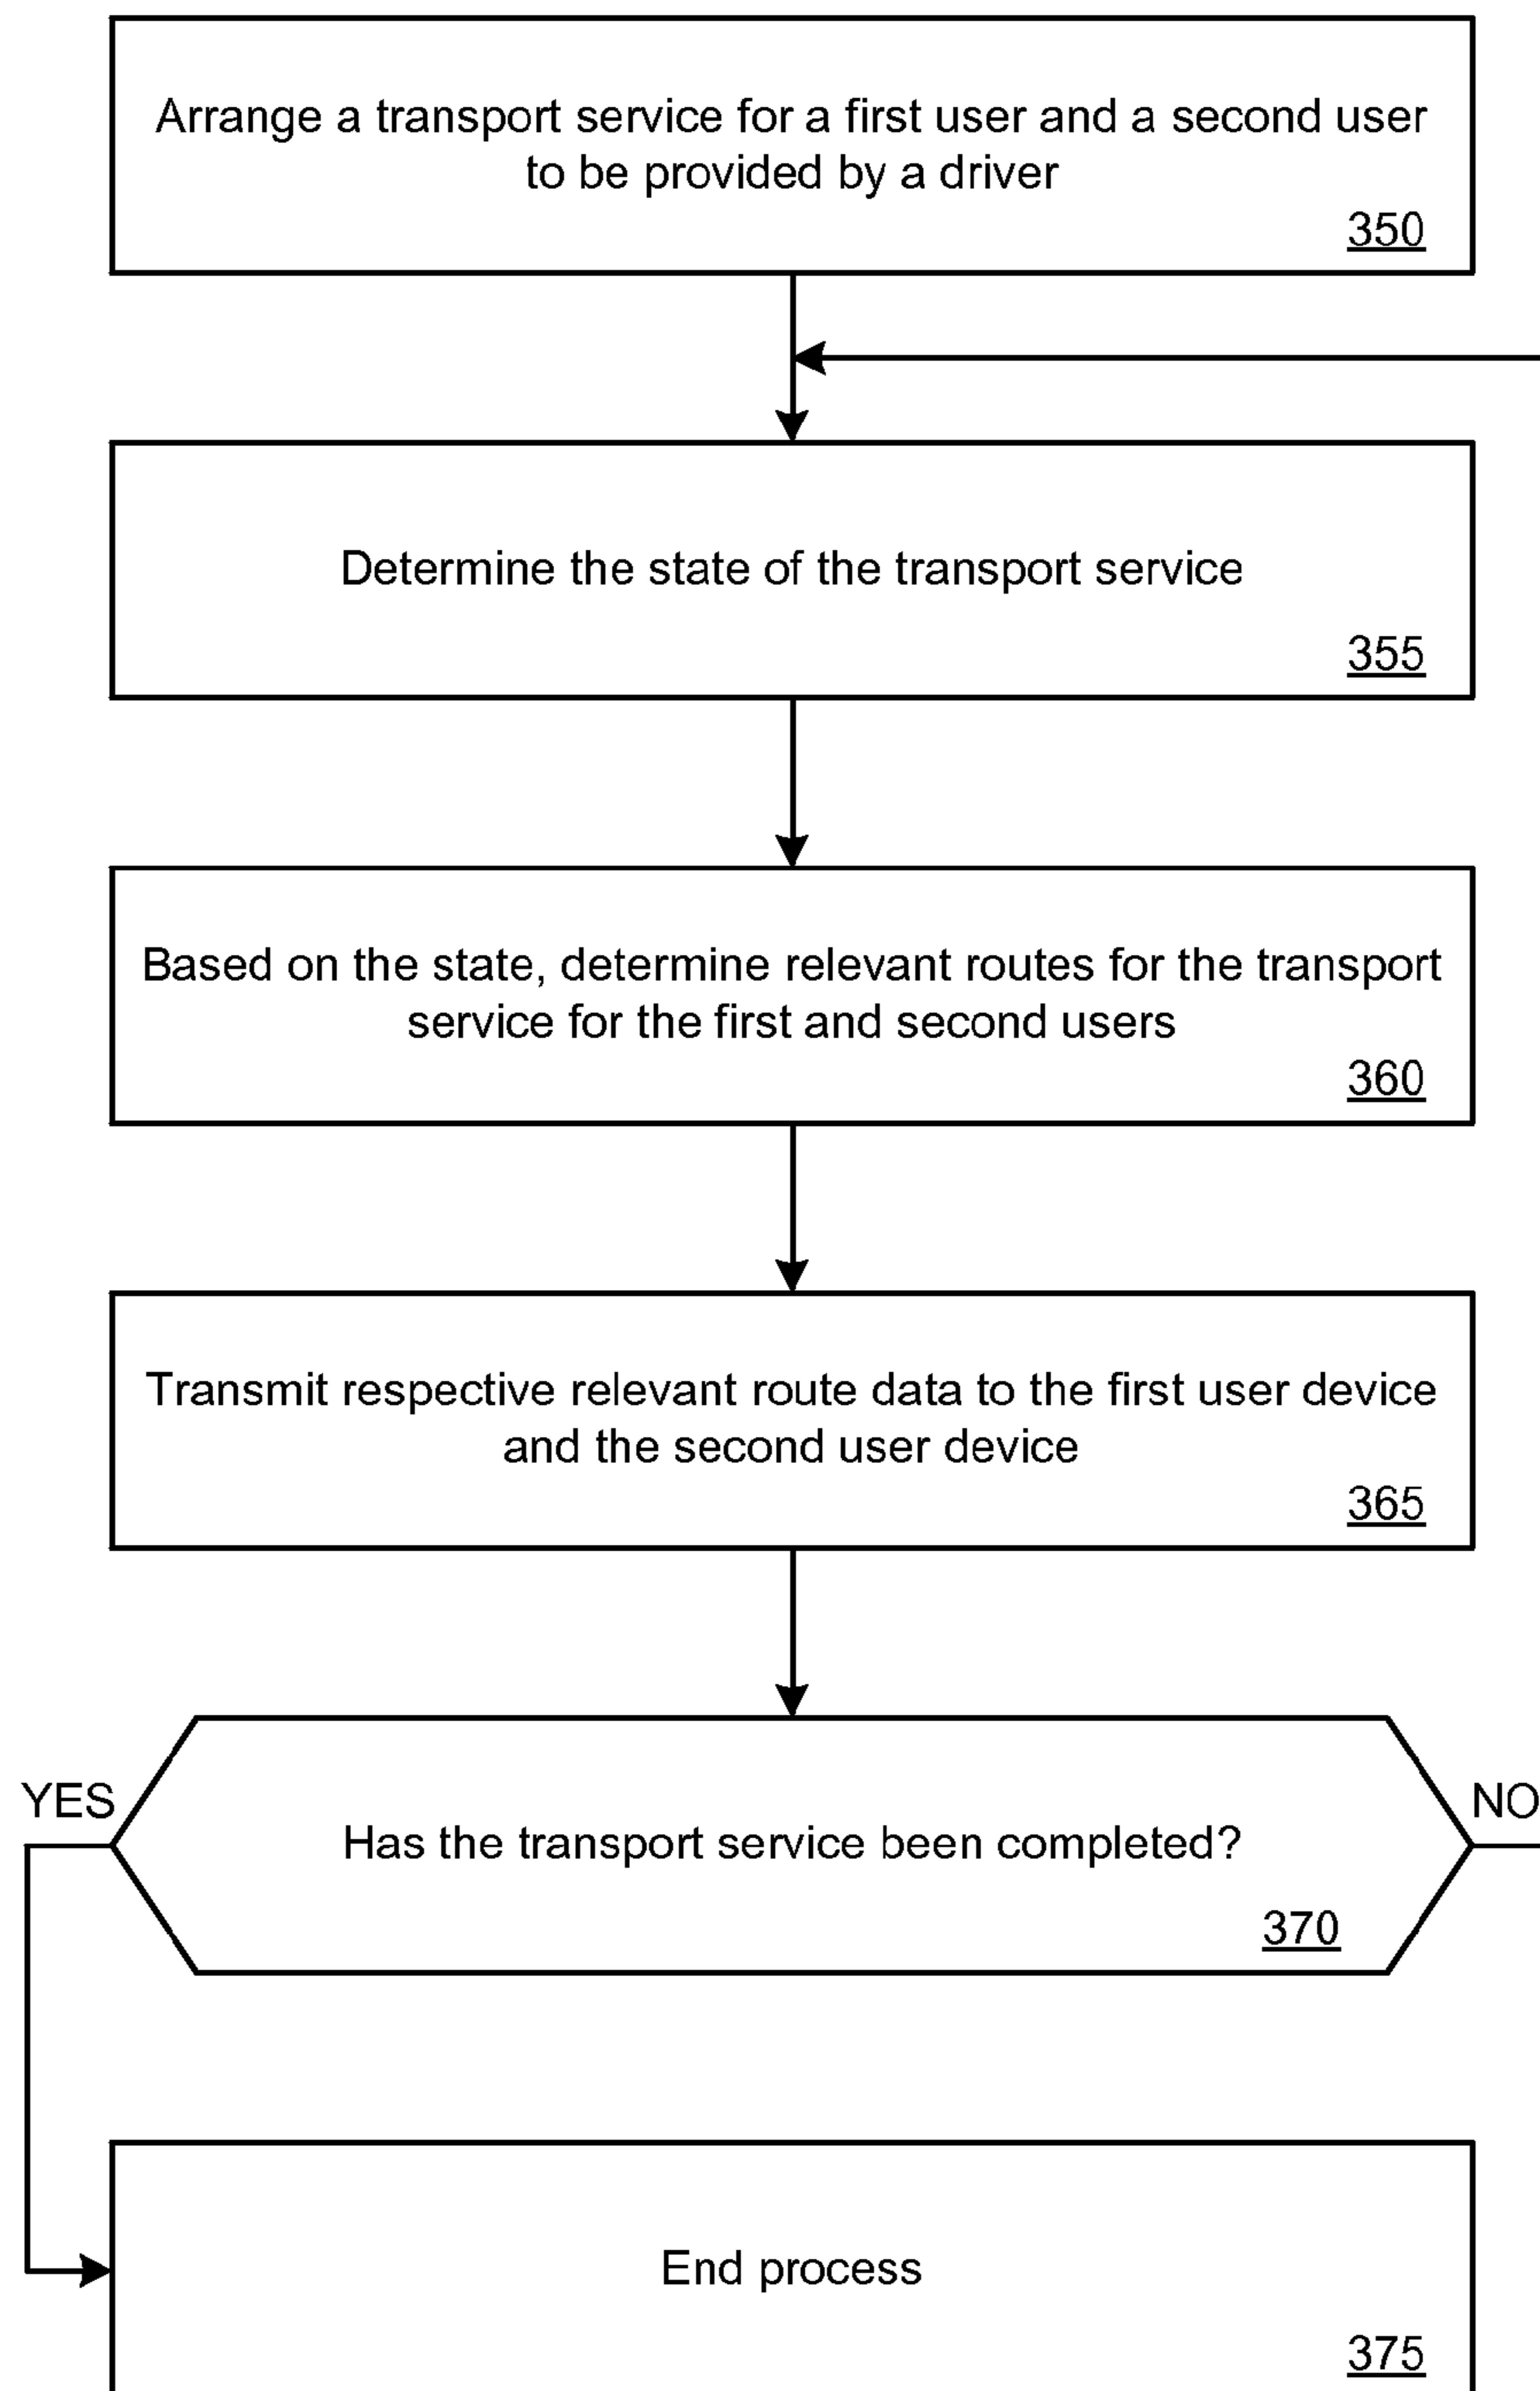 Arrange a transport service for a first user and a second user
to be provided by a driver
350
Determine the state of the transport service
355
Based on the state, determine relevant routes for the transport
service for the first and second users
360
Transmit respective relevant route data to the first user device
and the second user device
365
YES
NO
Has the transport service been completed?
370
End process
375